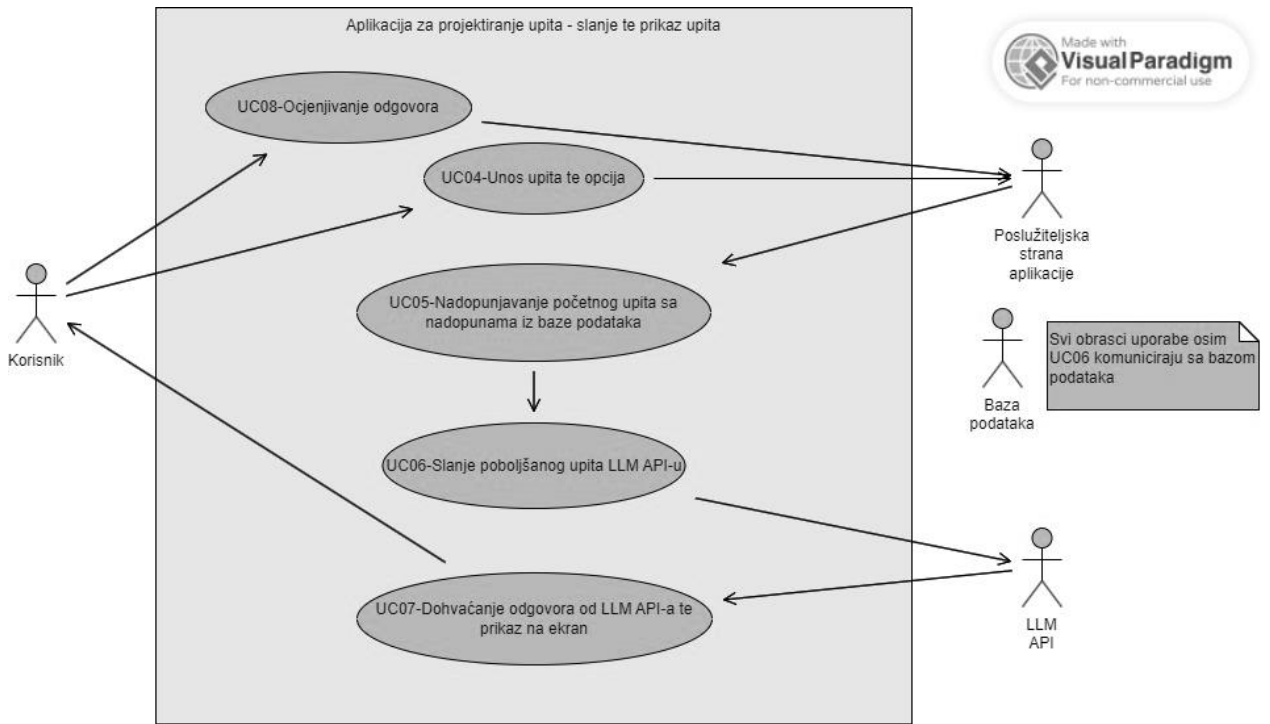 Aplikacija za projektiranje upita - slanje te prikaz upita
Made with
Visual Paradigm
For non-commercial use
UC08-Ocjenjivanje odgovora
UC04-Unos upita te opcija
Poslužiteljska
strana
aplikacije
UC05-Nadopunjavanje početnog upita sa
nadopunama iz baze podataka
Korisnik
Svi obrasci uporabe osim
UC06 komuniciraju sa bazom
podataka
Baza
podataka
UC06-Slanje poboljšanog upita LLM API-u
UC07-Dohvaćanje odgovora od LLM API-a te
prikaz na ekran
LLM
API